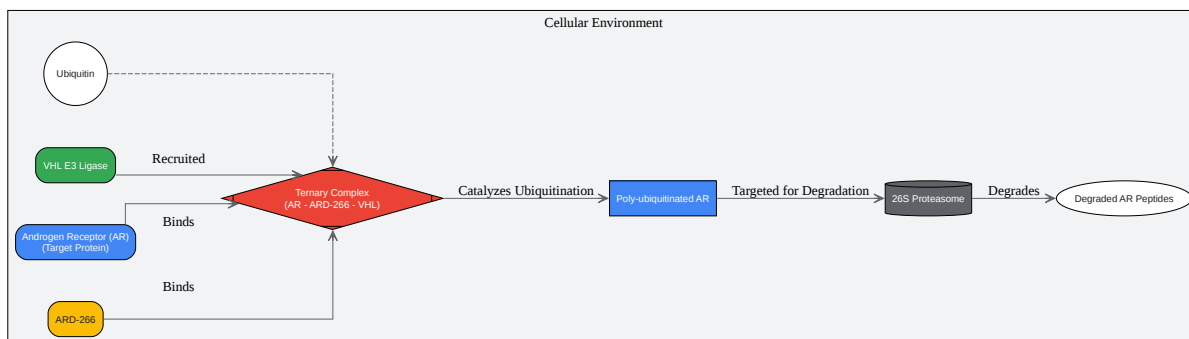 Cellular Environment
Ubiquitin
VHL E3 Ligase
Recruited
Androgen Receptor (AR)
(Target Protein)
Binds
ARD-266
Binds
Ternary Complex
(AR - ARD-266 - VHL)
Catalyzes Ubiquitination
Poly-ubiquitinated AR
Targeted for Degradation
26S Proteasome
Degrades
Degraded AR Peptides